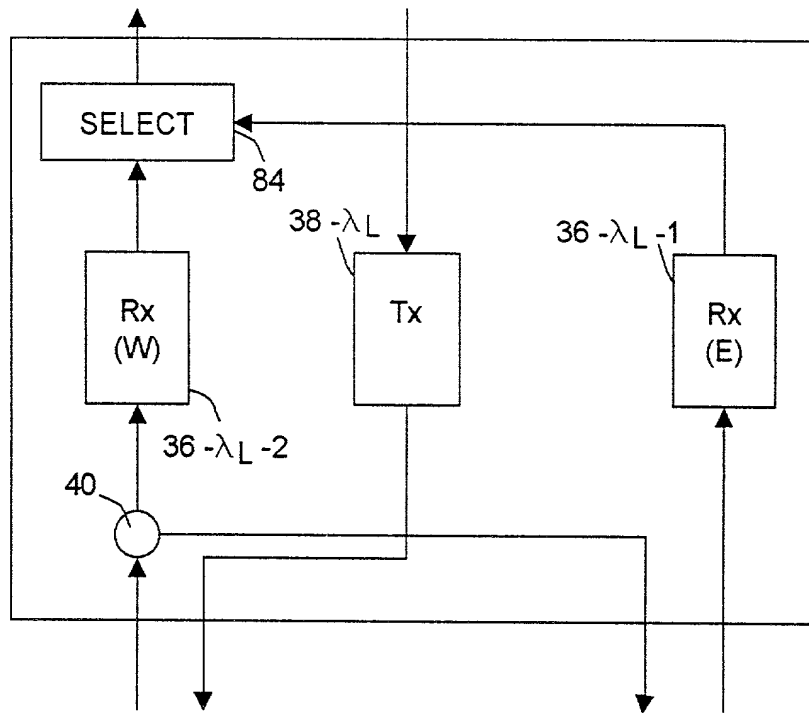 SELECT
84
38-λL
36-λL-1
Rx
(W)
Tx
Rx
(E)
36-λL-2
40